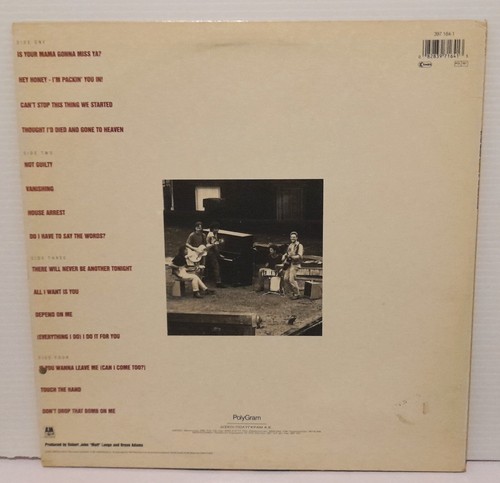 SIDE ONE
IS YOUR MAMA GONNA MISS YA?
HEY HONEY - I'M PACKIN' YOU IN!
CAN'T STOP THIS THING WE STARTED
THOUGHT I'D DIED AND GONE TO HEAVEN
SIDE TWO
NOT GUILTY
VANISHING
HOUSE ARREST
DO I HAVE TO SAY THE WORDS?
SIDE THREE
THERE WILL NEVER BE ANOTHER TONIGHT
ALL I WANT IS YOU
DEPEND ON ME
(EVERYTHING I DO) I DO IT FOR YOU
SIDE FOUR
YOU WANNA LEAVE ME (CAN I COME TOO?)
TOUCH THE HAND
DON'T DROP THAT BOMB ON ME
Produced by Robert John "Mutt" Lange and Bryan Adams
397 164-1
PolyGram
A&M